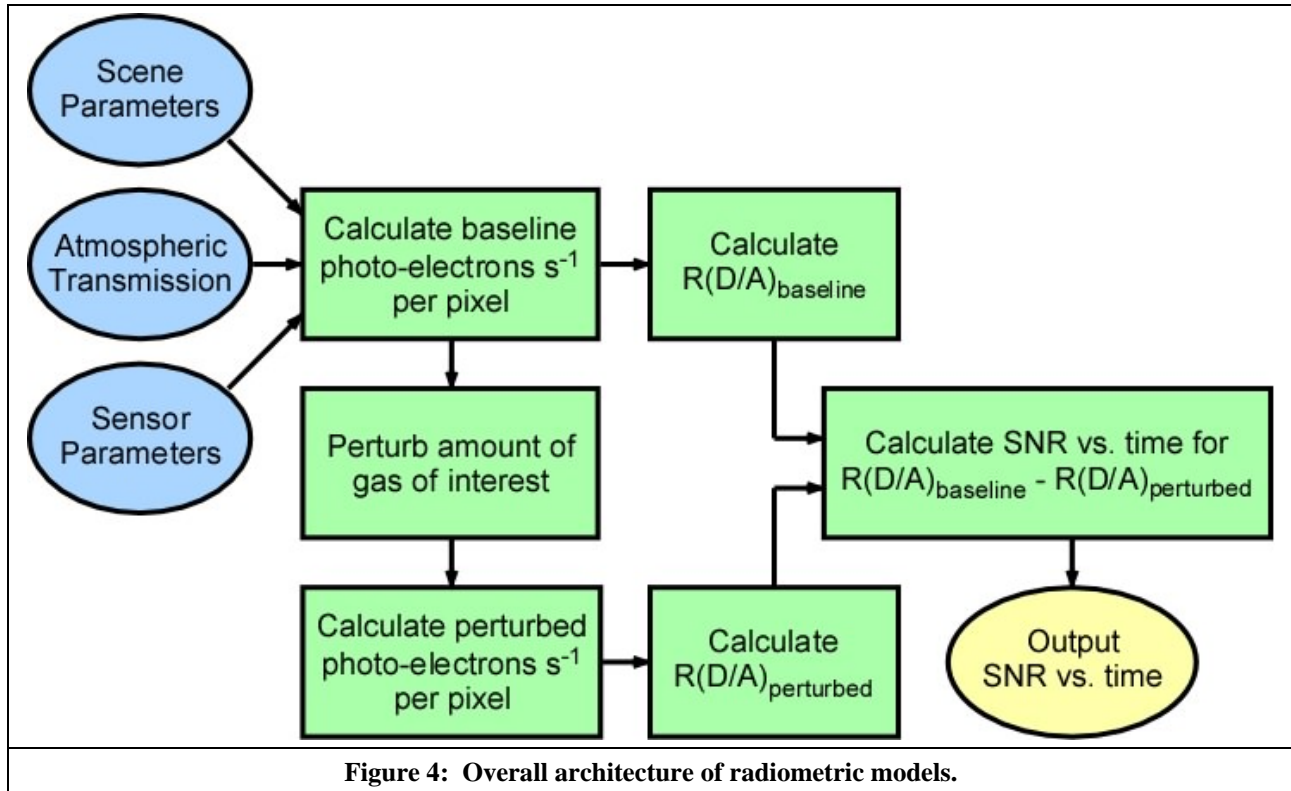 Scene
Parameters
Atmospheric
Transmission
Sensor
Parameters
Calculate baseline
photo-electrons s⁻¹
per pixel
Calculate
R(D/A)baseline
Perturb amount of
gas of interest
Calculate SNR vs. time for
R(D/A)baseline - R(D/A)perturbed
Calculate perturbed
photo-electrons s⁻¹
per pixel
Calculate
R(D/A)perturbed
Output
SNR vs. time
Figure 4: Overall architecture of radiometric models.